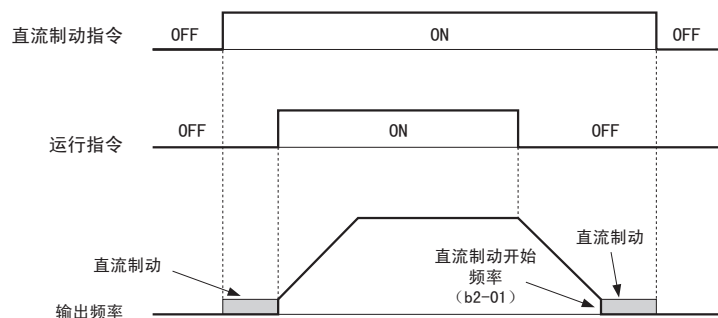 直流制动指令 OFF ON OFF
运行指令 OFF ON OFF
直流制动
直流制动开始
频率
(b2-01)
直流制动
输出频率